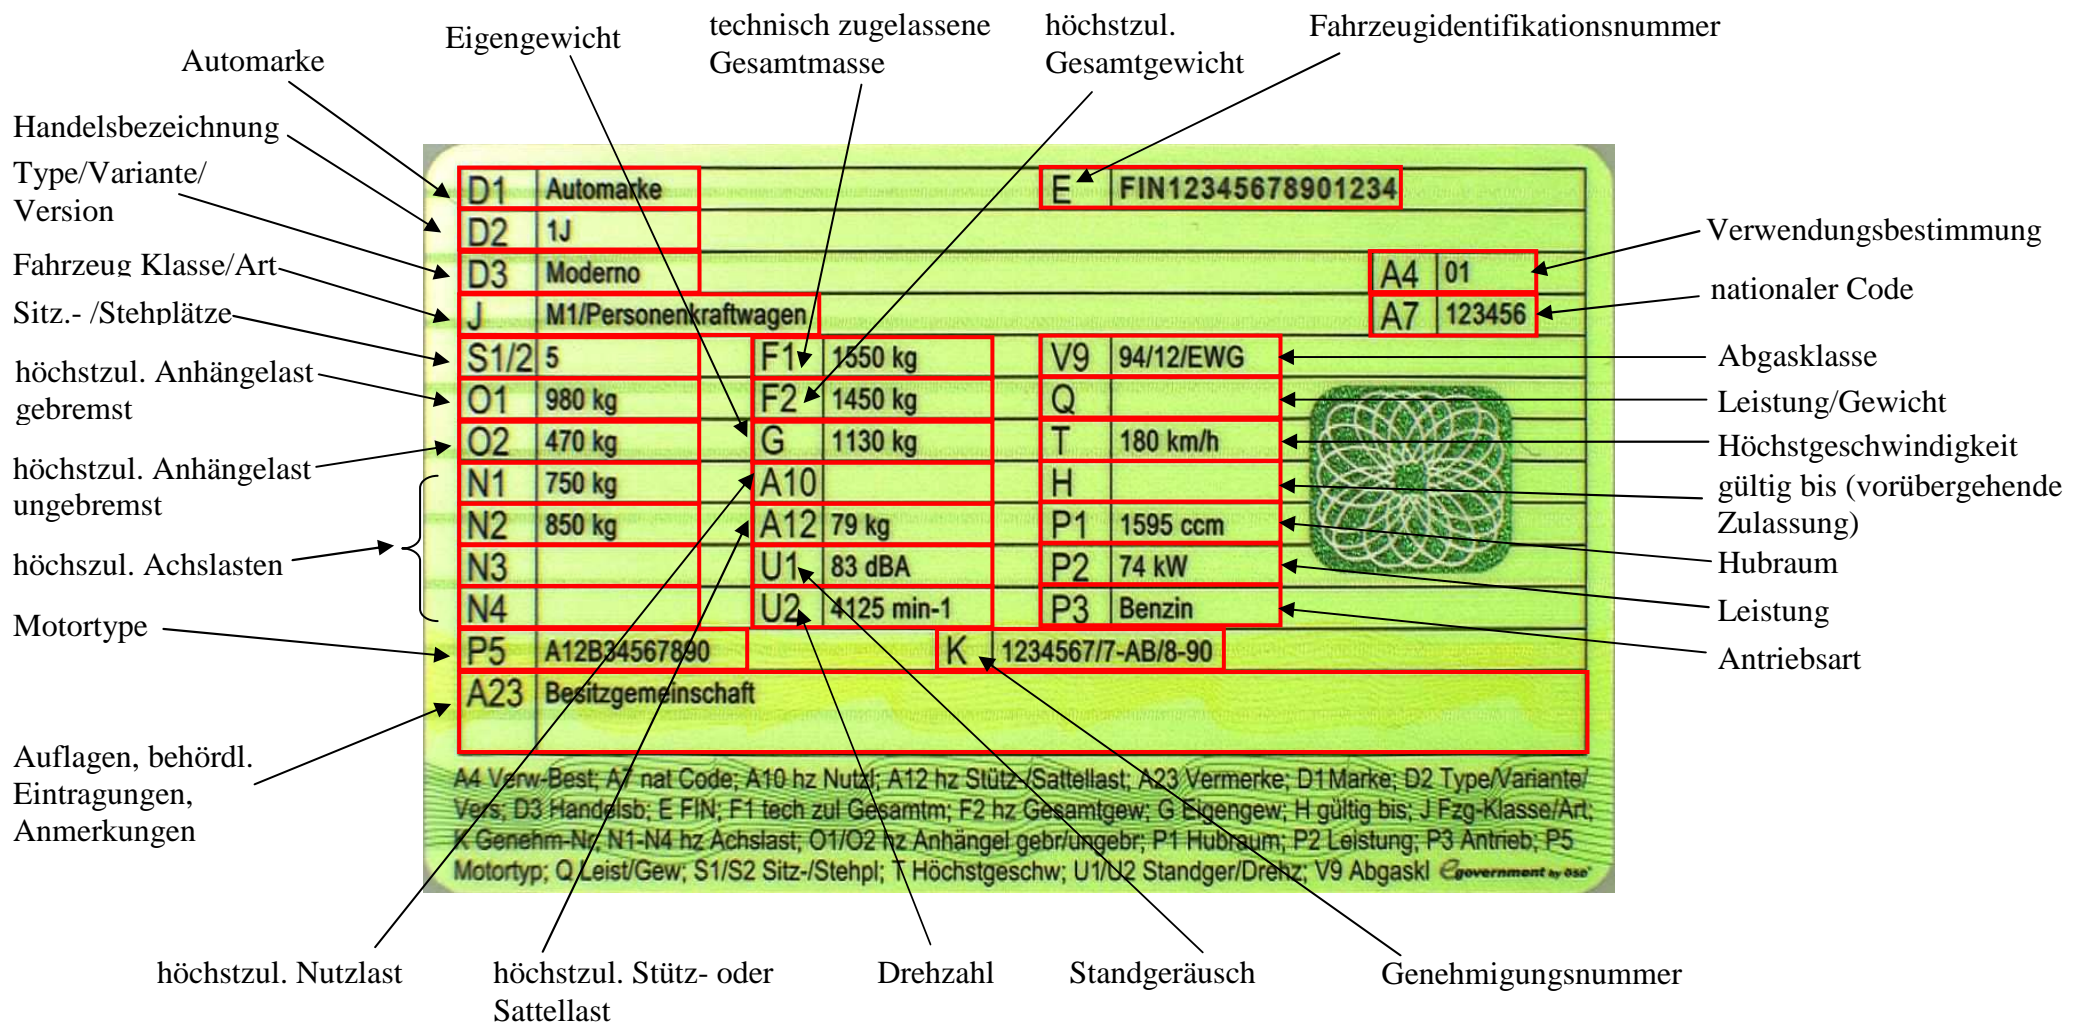 technisch zugelassene
Gesamtmasse
höchstzul.
Gesamtgewicht
Fahrzeugidentifikationsnummer
Eigengewicht
Automarke
Handelsbezeichnung
Type/Variante/
Version
Fahrzeug Klasse/Art
Sitz.- /Stehplätze
höchstzul. Anhängelast
gebremst
höchstzul. Anhängelast
ungebremst
höchszul. Achslasten
Motortype
Auflagen, behördl.
Eintragungen,
Anmerkungen
D1 Automarke E FIN12345678901234
D2 1J
D3 Moderno A4 01
J M1/Personenkraftwagen A7 123456
S1/2 5 F1 1550 kg V9 94/12/EWG
O1 980 kg F2 1450 kg Q
O2 470 kg G 1130 kg T 180 km/h
N1 750 kg A10 H
N2 850 kg A12 79 kg P1 1595 ccm
N3 U1 83 dBA P2 74 kW
N4 U2 4125 min-1 P3 Benzin
P5 A12B34567890 K 1234567/7-AB/8-90
A23 Besitzgemeinschaft
A4 Verw-Best; A7 nat Code; A10 hz Nutzl; A12 hz Stütz-/Sattellast; A23 Vermerke; D1Marke; D2 Type/Variante/
Vers; D3 Handelsb; E FIN; F1 tech zul Gesamtm; F2 hz Gesamtgew; G Eigengew; H gültig bis; J Fzg-Klasse/Art;
K Genehm-Nr; N1-N4 hz Achslast; O1/O2 hz Anhängel gebr/ungebr; P1 Hubraum; P2 Leistung; P3 Antrieb; P5
Motortyp; Q Leist/Gew; S1/S2 Sitz-/Stehpl; T Höchstgeschw; U1/U2 Standger/Drehz; V9 Abgaskl egovernment by öSD
Verwendungsbestimmung
nationaler Code
Abgasklasse
Leistung/Gewicht
Höchstgeschwindigkeit
gültig bis (vorübergehende
Zulassung)
Hubraum
Leistung
Antriebsart
höchstzul. Nutzlast
höchstzul. Stütz- oder
Sattellast
Drehzahl
Standgeräusch
Genehmigungsnummer